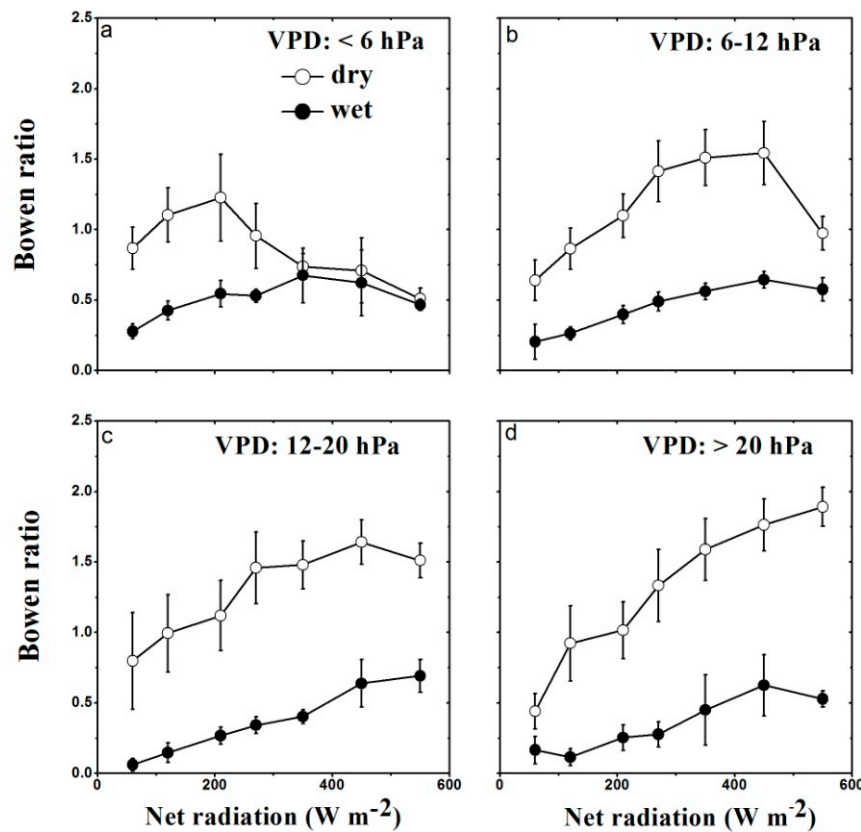 a
VPD: < 6 hPa
dry
wet
b
VPD: 6-12 hPa
Bowen ratio
2.5
2.0
1.5
1.0
0.5
0.0
c
VPD: 12-20 hPa
d
VPD: > 20 hPa
Bowen ratio
2.5
2.0
1.5
1.0
0.5
0.0
0 200 400 600
0 200 400 600
Net radiation (W m-2)
Net radiation (W m-2)